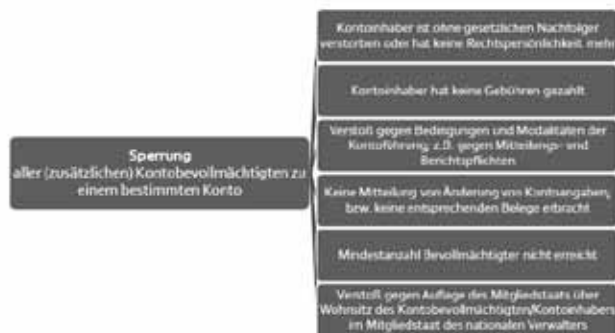 Sperrung
aller (zusätzlichen) Kontobevollmächtigten zu
einem bestimmten Konto
Kontoinhaber ist ohne gesetzlichen Nachfolger
verstorben oder hat keine Rechtspersönlichkeit mehr
Kontoinhaber hat keine Gebühren gezahlt
Verstoß gegen Bedingungen und Modalitäten der
Kontoführung, z.B. gegen Mitteilungs- und
Berichtspflichten
Keine Mitteilung von Änderung von Kontoangaben,
bzw. keine entsprechenden Belege erbracht
Mindestanzahl Bevollmächtigter nicht erreicht
Verstoß gegen Auflage des Mitgliedstaats über
Wohnsitz des Kontobevollmächtigten/Kontoinhabers
im Mitgliedstaat des nationalen Verwalters